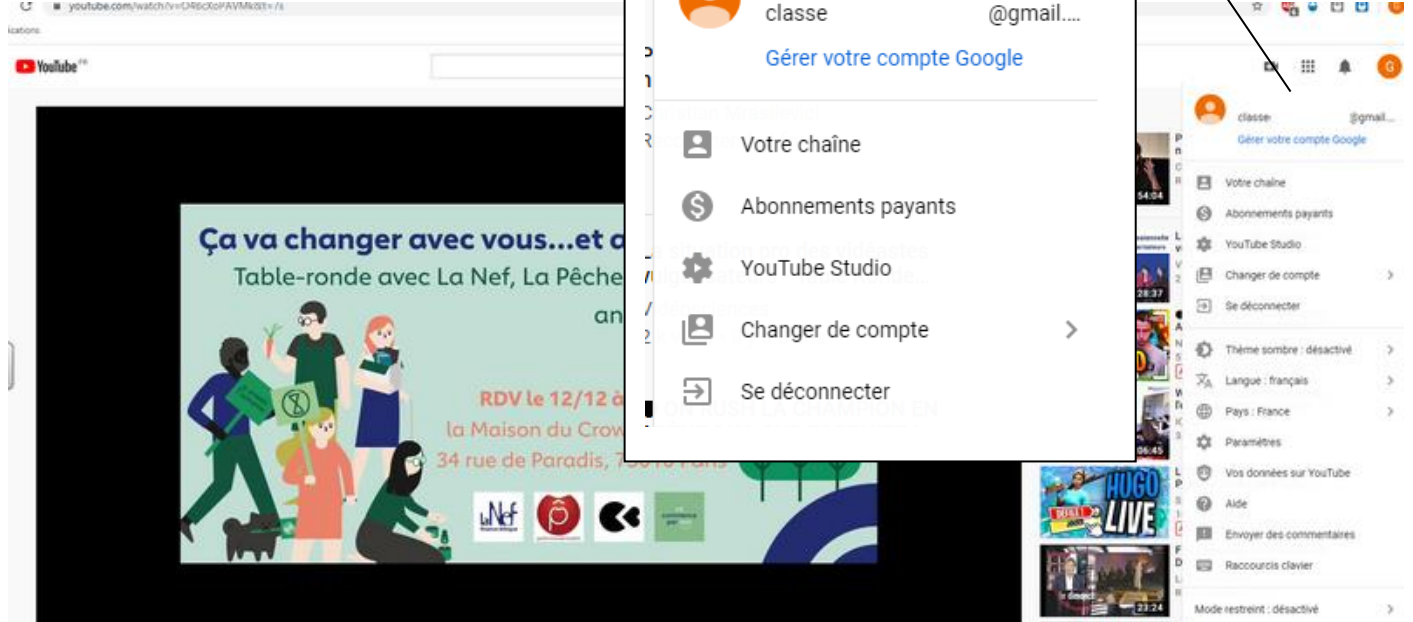 youtube.com/watch?v=O46cXoPAVMk&t=7s
YouTube FR
G
Ça va changer avec vous...et a
Table-ronde avec La Nef, La Pêche
an
RDV le 12/12 à
la Maison du Crow
34 rue de Paradis, 75010 Paris
la Nef
classe @gmail....
Gérer votre compte Google
Votre chaîne
Abonnements payants
YouTube Studio
Changer de compte
Se déconnecter
54:04
28:37
06:45
HUGO
LIVE
23:24
classe @gmail....
Gérer votre compte Google
Votre chaîne
Abonnements payants
YouTube Studio
Changer de compte
Se déconnecter
Thème sombre : désactivé
Langue : français
Pays : France
Paramètres
Vos données sur YouTube
Aide
Envoyer des commentaires
Raccourcis clavier
Mode restreint : désactivé